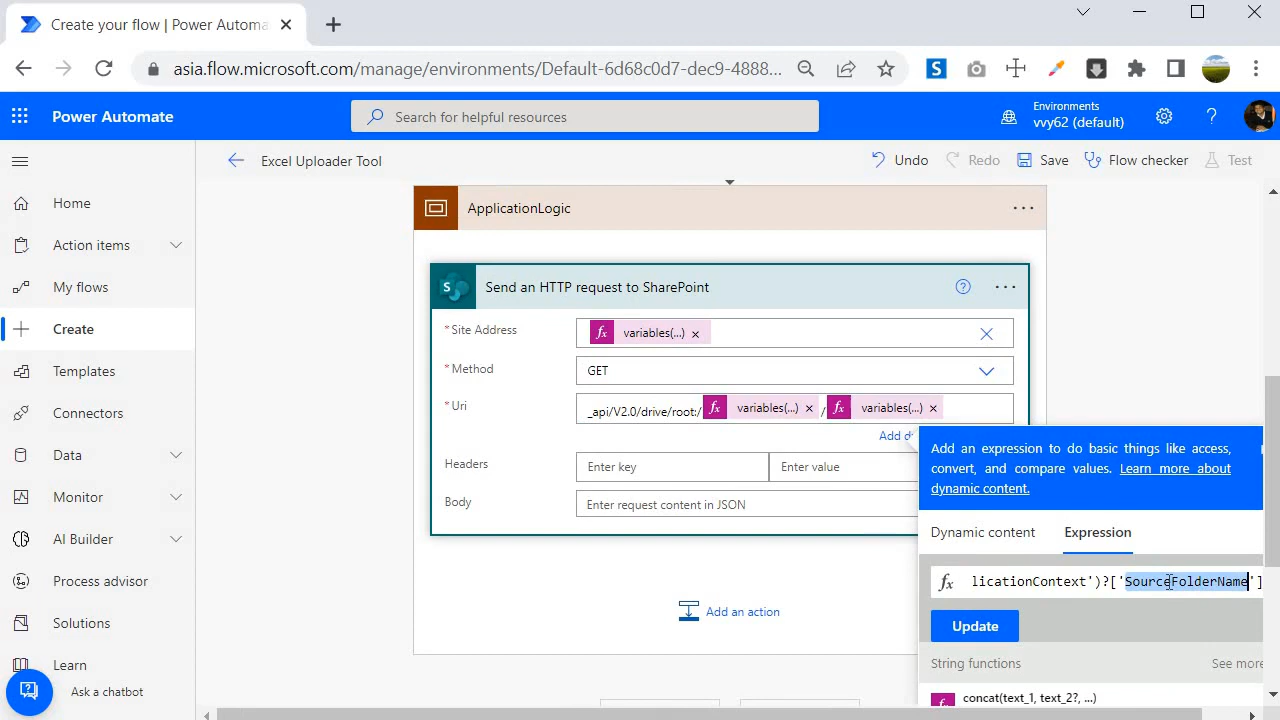 Create your flow | Power Automa
asia.flow.microsoft.com/manage/environments/Default-6d68c0d7-dec9-4888...
Power Automate
Search for helpful resources
Environments
vvy62 (default)
Excel Uploader Tool
Undo
Redo
Save
Flow checker
Test
Home
Action items
My flows
Create
Templates
Connectors
Data
Monitor
AI Builder
Process advisor
Solutions
Learn
Ask a chatbot
ApplicationLogic
Send an HTTP request to SharePoint
*Site Address
fx variables(...) ×
*Method
GET
*Uri
_api/V2.0/drive/root:/ fx variables(...) × / fx variables(...) ×
Add d
Headers
Enter key
Enter value
Body
Enter request content in JSON
Add an action
Add an expression to do basic things like access,
convert, and compare values. Learn more about
dynamic content.
Dynamic content
Expression
fx licationContext')?['SourceFolderName']
Update
String functions
See more
concat(text_1, text_2?, ...)